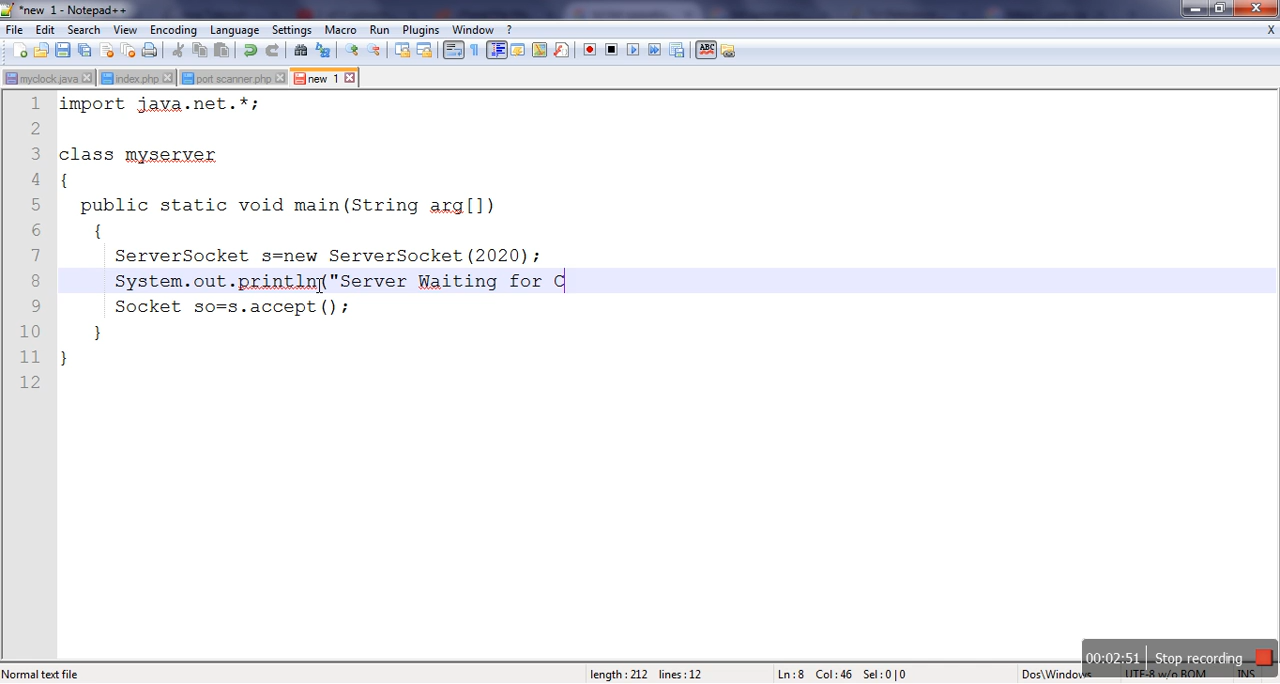 *new 1 - Notepad++
File Edit Search View Encoding Language Settings Macro Run Plugins Window ? X
myclock.java index.php port scanner.php new 1
1 import java.net.*;
2
3 class myserver
4 {
5 public static void main(String arg[])
6 {
7 ServerSocket s=new ServerSocket(2020);
8 System.out.println("Server Waiting for C
9 Socket so=s.accept();
10 }
11 }
12
00:02:51 Stop recording
Normal text file length : 212 lines : 12 Ln : 8 Col : 46 Sel : 0 | 0 Dos\Windows UTF-8 w/o BOM INS